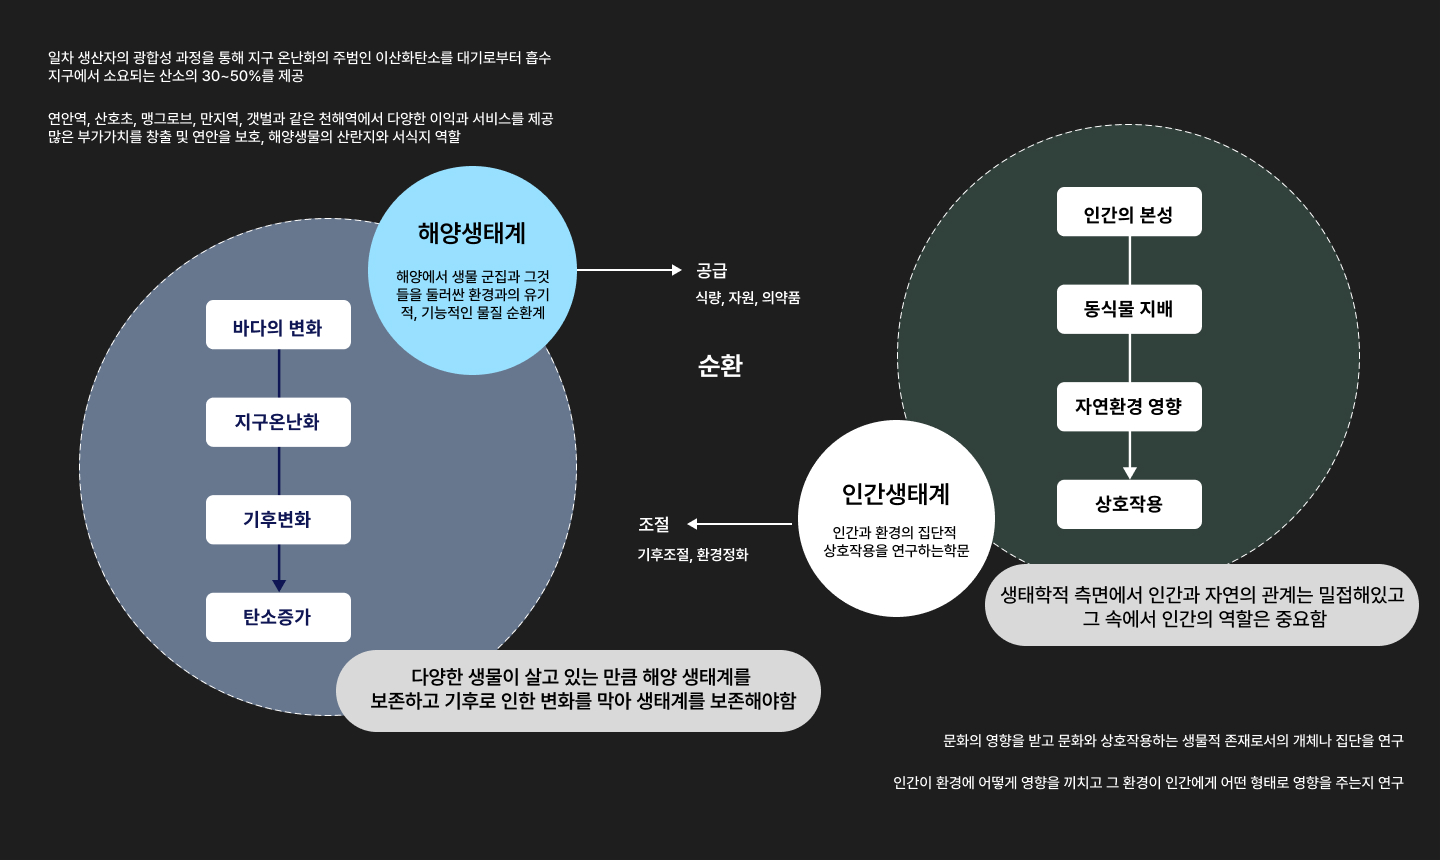 일차 생산자의 광합성 과정을 통해 지구 온난화의 주범인 이산화탄소를 대기로부터 흡수
지구에서 소요되는 산소의 30~50%를 제공
연안역, 산호초, 맹그로브, 만지역, 갯벌과 같은 천해역에서 다양한 이익과 서비스를 제공
많은 부가가치를 창출 및 연안을 보호, 해양생물의 산란지와 서식지 역할
해양생태계
해양에서 생물 군집과 그것
들을 둘러싼 환경과의 유기
적, 기능적인 물질 순환계
바다의 변화
지구온난화
기후변화
탄소증가
다양한 생물이 살고 있는 만큼 해양 생태계를
보존하고 기후로 인한 변화를 막아 생태계를 보존해야함
공급
식량, 자원, 의약품
순환
조절
기후조절, 환경정화
인간의 본성
동식물 지배
자연환경 영향
상호작용
인간생태계
인간과 환경의 집단적
상호작용을 연구하는학문
생태학적 측면에서 인간과 자연의 관계는 밀접해있고
그 속에서 인간의 역할은 중요함
문화의 영향을 받고 문화와 상호작용하는 생물적 존재로서의 개체나 집단을 연구
인간이 환경에 어떻게 영향을 끼치고 그 환경이 인간에게 어떤 형태로 영향을 주는지 연구